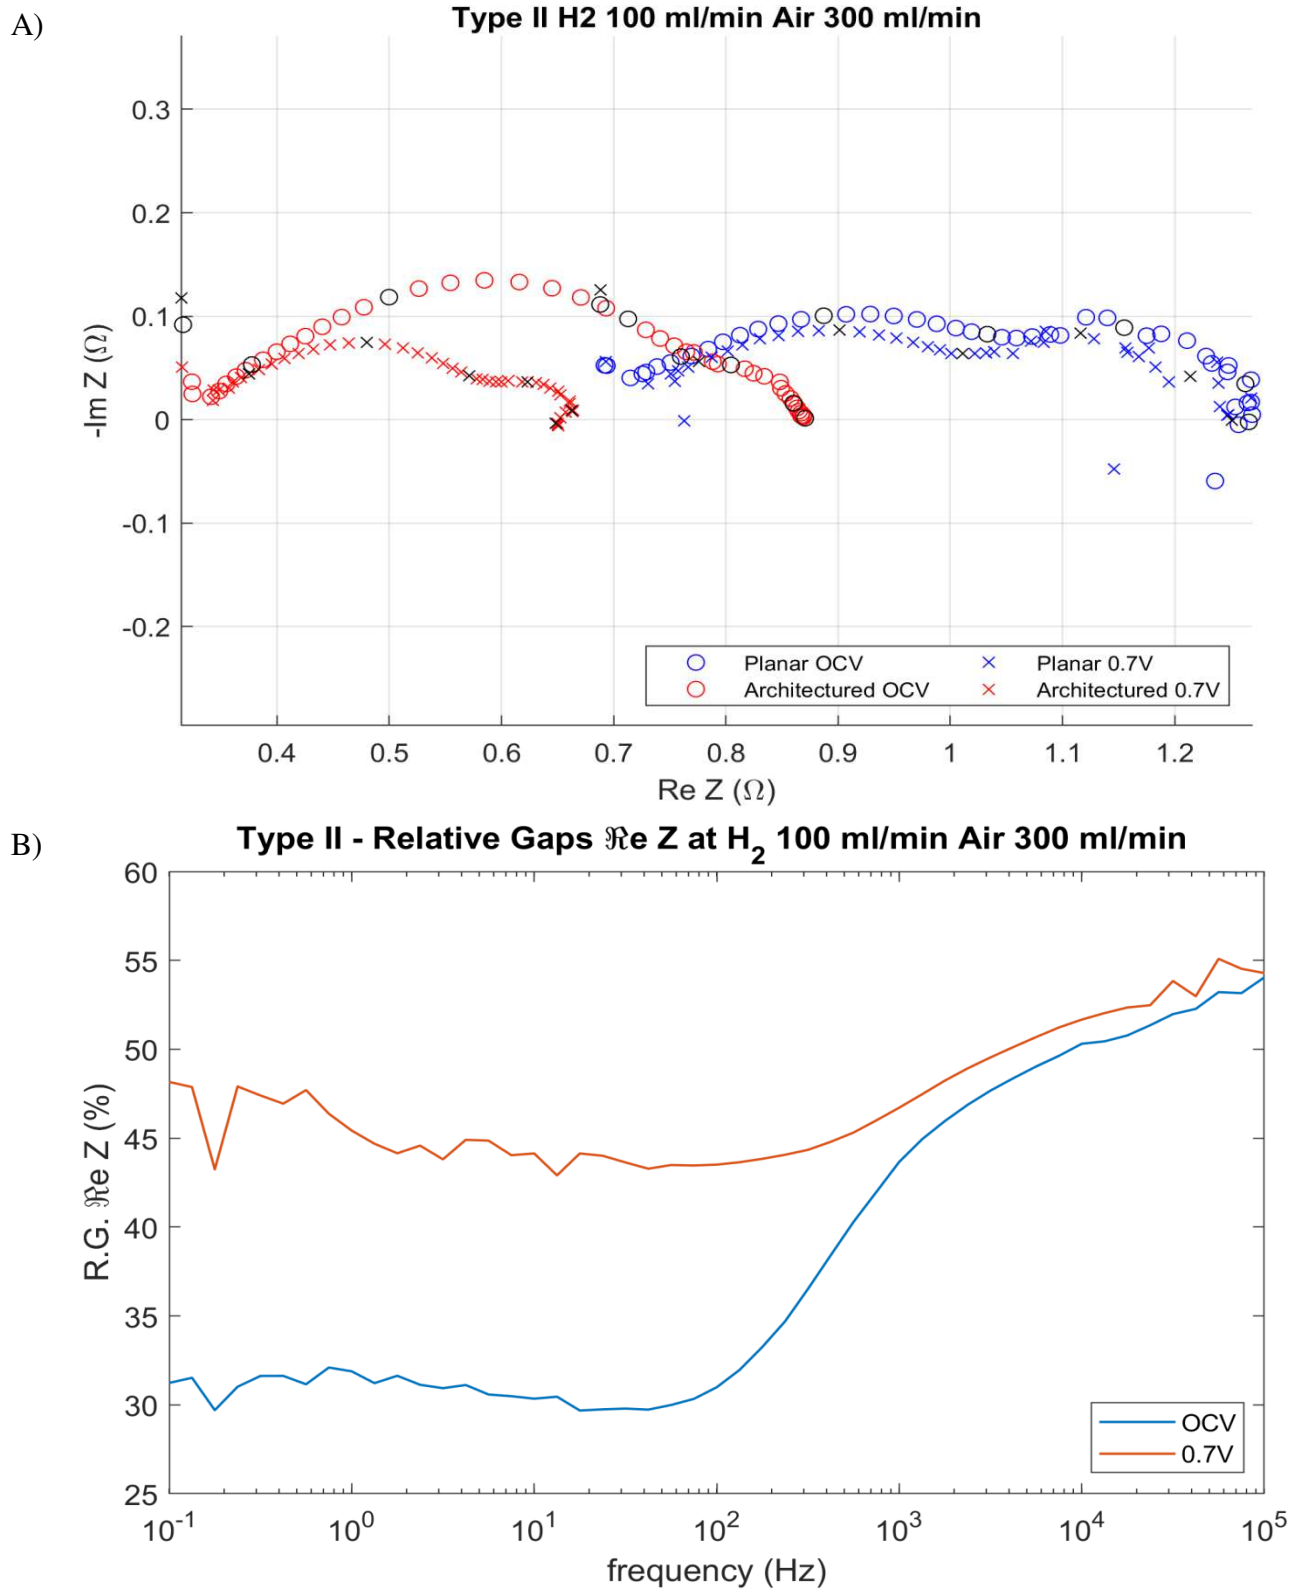 A)
Type II H2 100 ml/min Air 300 ml/min
0.3
0.2
0.1
0
-0.1
-0.2
-Im Z (Ω)
Planar OCV
Planar 0.7V
Architectured OCV
Architectured 0.7V
0.4 0.5 0.6 0.7 0.8 0.9 1 1.1 1.2
Re Z (Ω)
B)
Type II - Relative Gaps ℜe Z at H₂ 100 ml/min Air 300 ml/min
60
55
50
45
40
35
30
25
R.G. ℜe Z (%)
OCV
0.7V
10⁻¹ 10⁰ 10¹ 10² 10³ 10⁴ 10⁵
frequency (Hz)